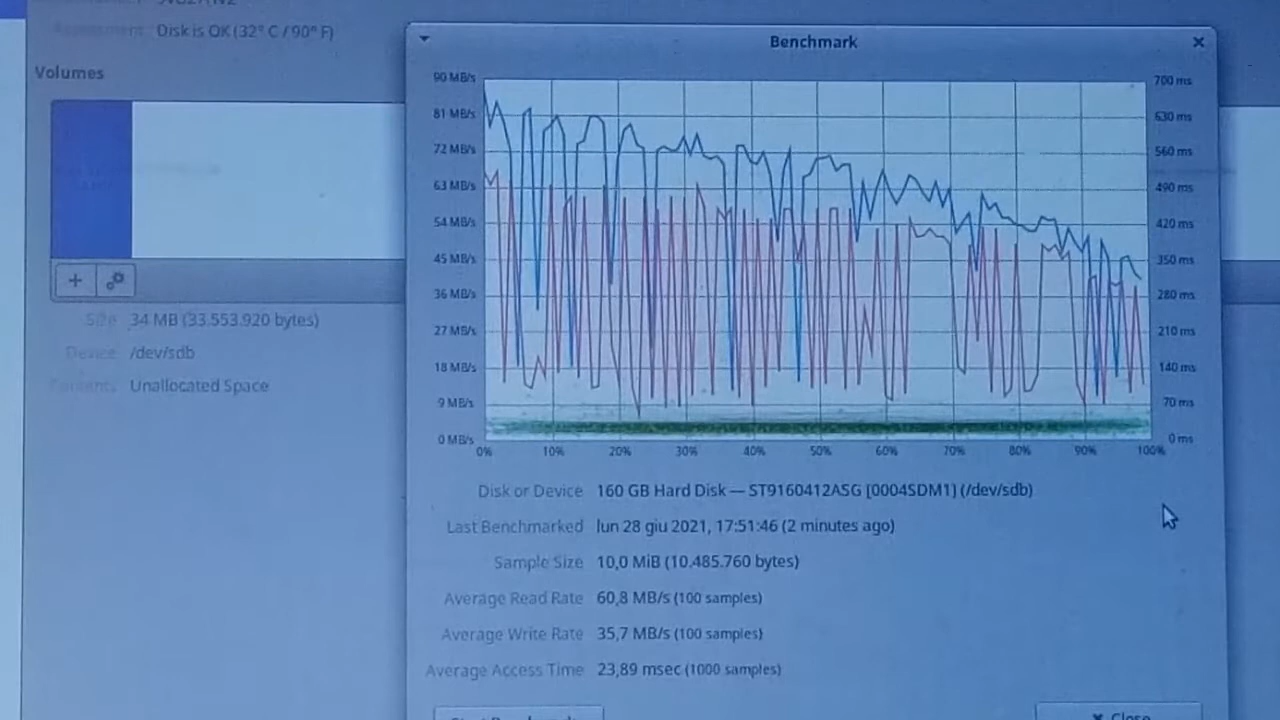 Assessment Disk is OK (32° C / 90° F)
Volumes
Size 34 MB (33.553.920 bytes)
Device /dev/sdb
Contents Unallocated Space
Benchmark
90 MB/s
81 MB/s
72 MB/s
63 MB/s
54 MB/s
45 MB/s
36 MB/s
27 MB/s
18 MB/s
9 MB/s
0 MB/s
700 ms
630 ms
560 ms
490 ms
420 ms
350 ms
280 ms
210 ms
140 ms
70 ms
0 ms
0% 10% 20% 30% 40% 50% 60% 70% 80% 90% 100%
Disk or Device 160 GB Hard Disk — ST9160412ASG [0004SDM1] (/dev/sdb)
Last Benchmarked lun 28 giu 2021, 17:51:46 (2 minutes ago)
Sample Size 10,0 MiB (10.485.760 bytes)
Average Read Rate 60,8 MB/s (100 samples)
Average Write Rate 35,7 MB/s (100 samples)
Average Access Time 23,89 msec (1000 samples)
Close